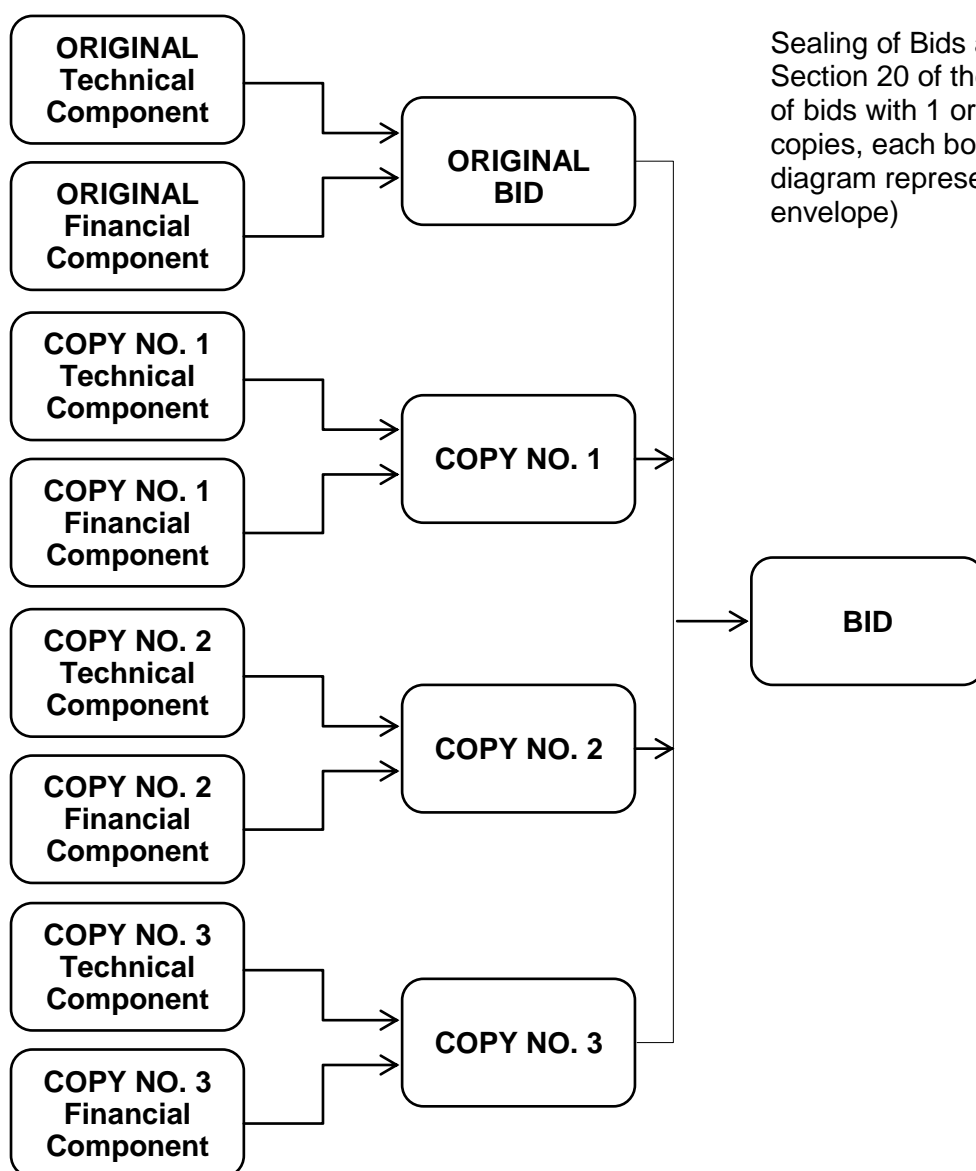 ORIGINAL
Technical
Component
ORIGINAL
Financial
Component
ORIGINAL
BID
Sealing of Bids
Section 20 of
of bids with 1 or
copies, each
diagram
envelope)
COPY NO. 1
Technical
Component
COPY NO. 1
Financial
Component
COPY NO. 1
COPY NO. 2
Technical
Component
COPY NO. 2
Financial
Component
COPY NO. 2
BID
COPY NO. 3
Technical
Component
COPY NO. 3
Financial
Component
COPY NO. 3